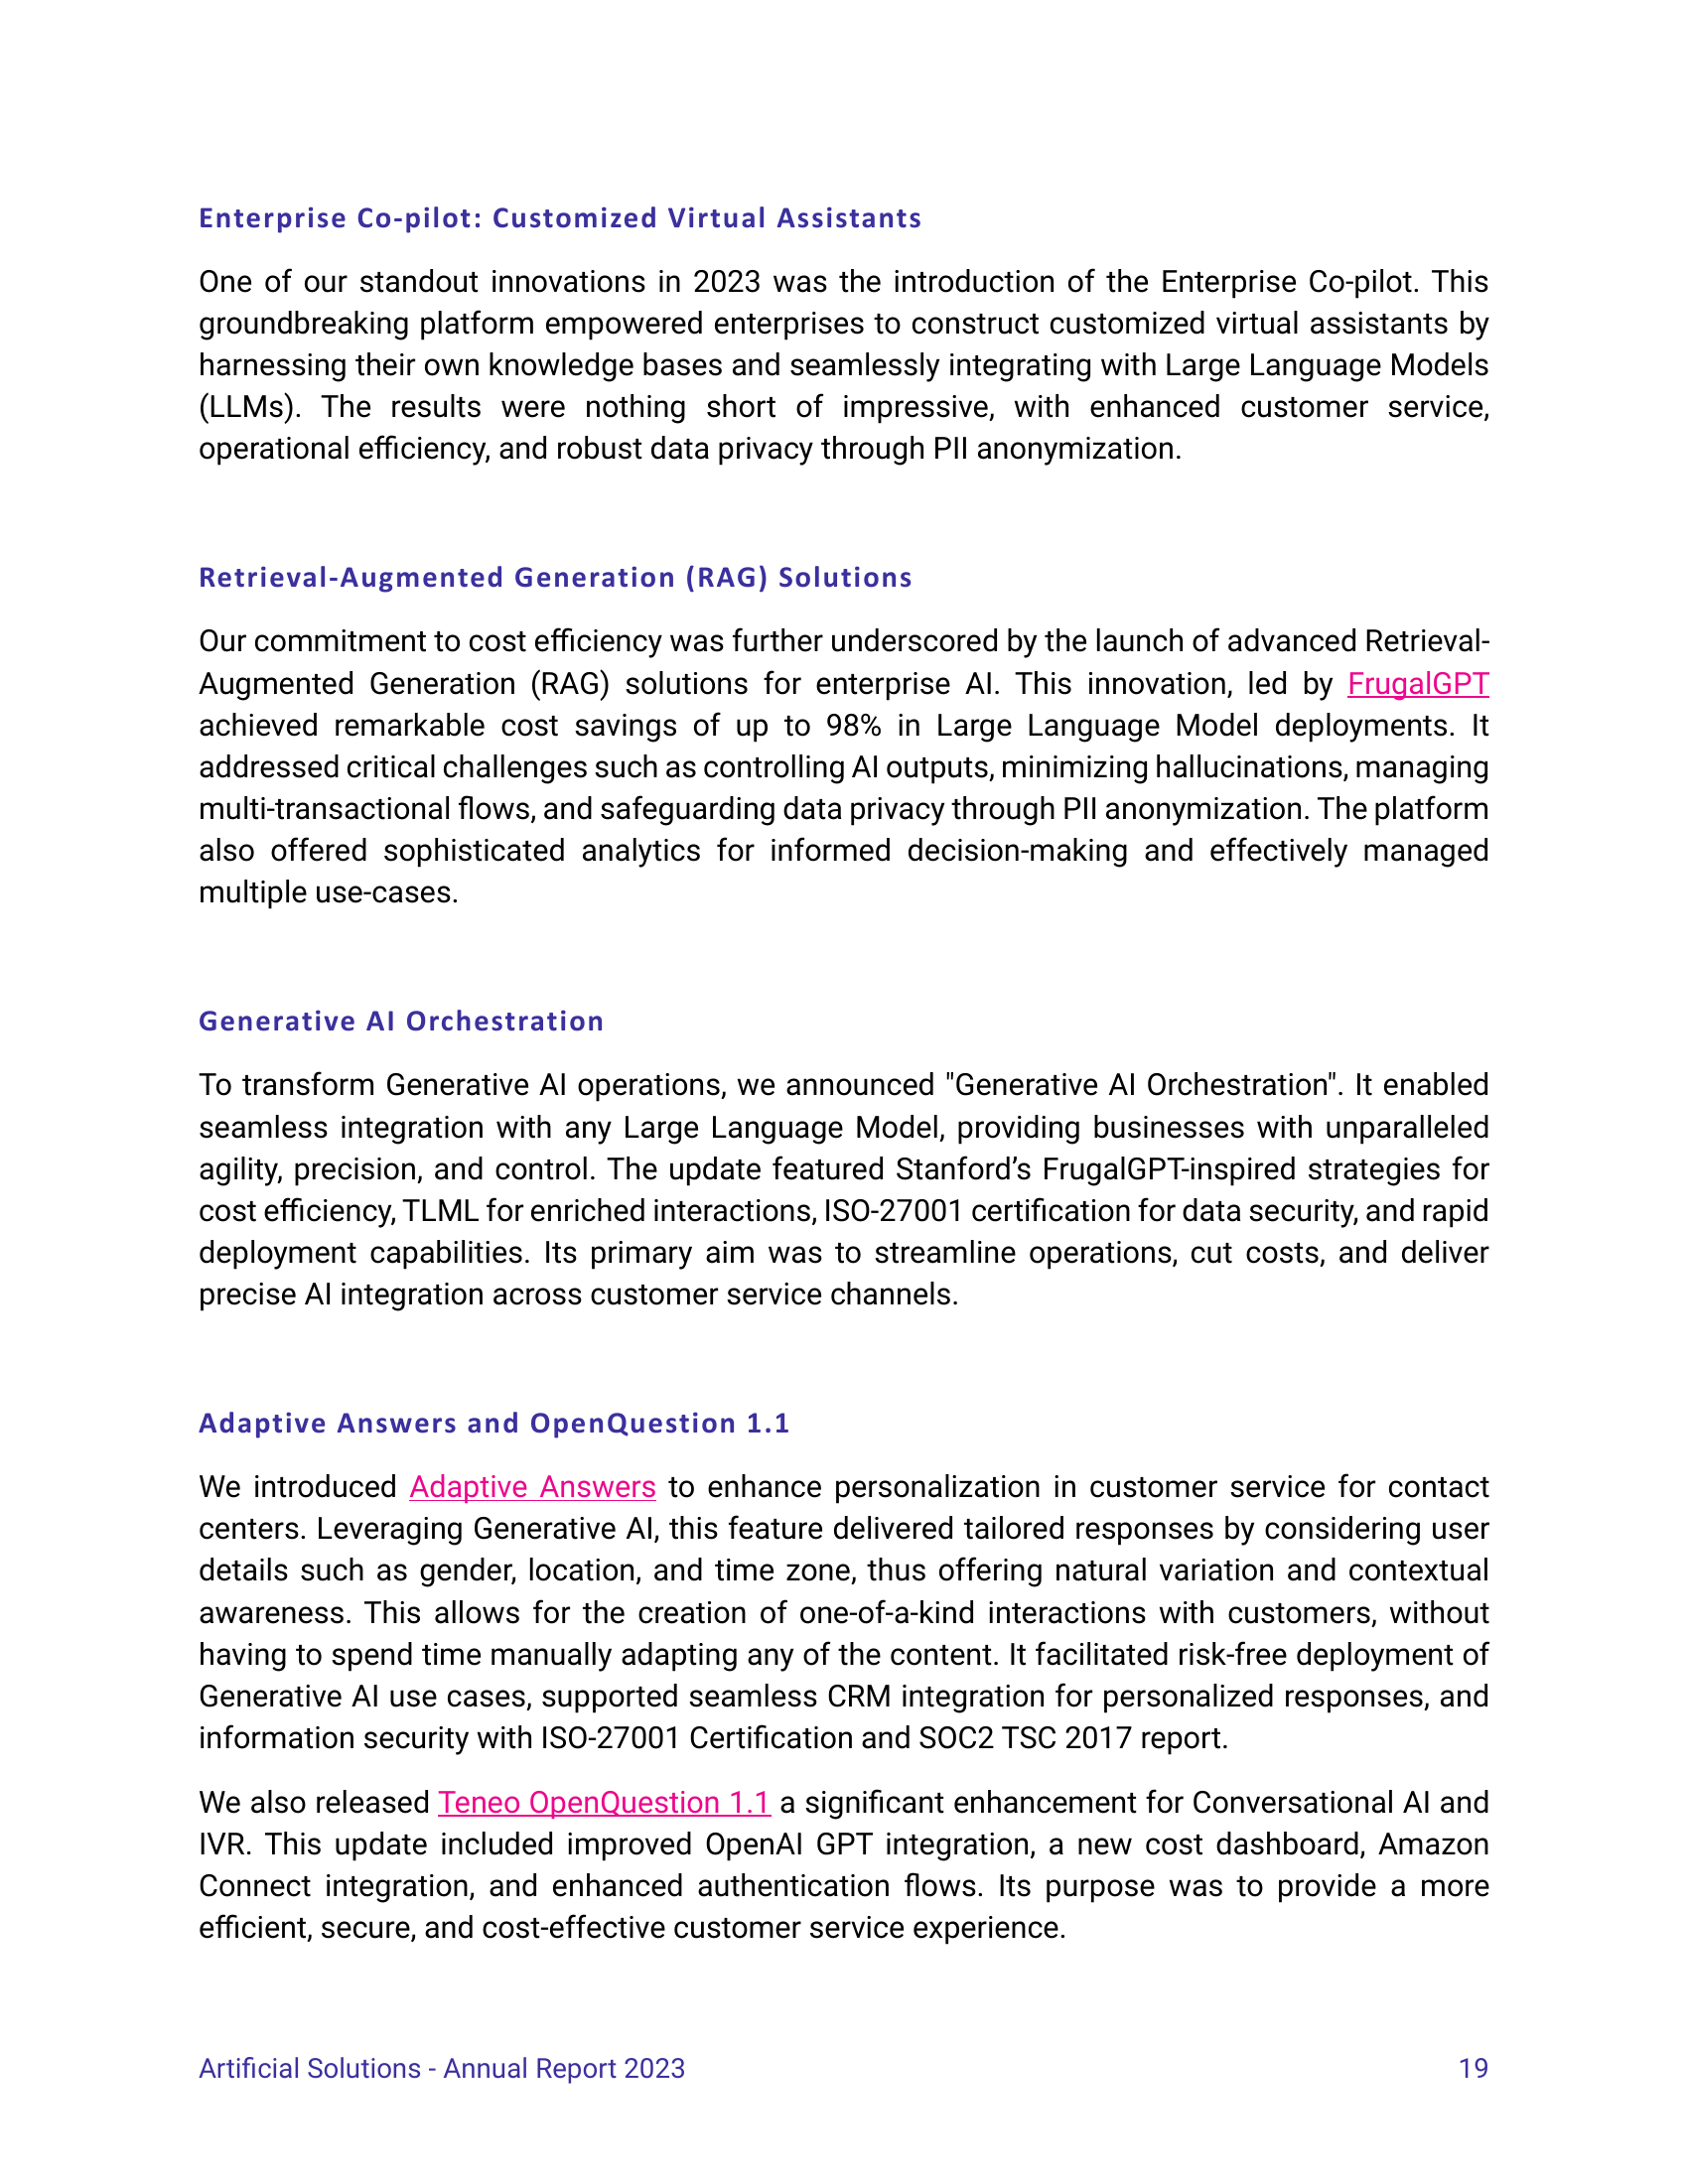 Enterprise Co-pilot: Customized Virtual Assistants
One of our standout innovations in 2023 was the introduction of the Enterprise Co-pilot. This
groundbreaking platform empowered enterprises to construct customized virtual assistants by
harnessing their own knowledge bases and seamlessly integrating with Large Language Models
(LLMs). The results were nothing short of impressive, with enhanced customer service,
operational efficiency, and robust data privacy through PII anonymization.
Retrieval-Augmented Generation (RAG) Solutions
Our commitment to cost efficiency was further underscored by the launch of advanced Retrieval-
Augmented Generation (RAG) solutions for enterprise AI. This innovation, led by FrugalGPT
achieved remarkable cost savings of up to 98% in Large Language Model deployments. It
addressed critical challenges such as controlling AI outputs, minimizing hallucinations, managing
multi-transactional flows, and safeguarding data privacy through PII anonymization. The platform
also offered sophisticated analytics for informed decision-making and effectively managed
multiple use-cases.
Generative AI Orchestration
To transform Generative AI operations, we announced "Generative AI Orchestration". It enabled
seamless integration with any Large Language Model, providing businesses with unparalleled
agility, precision, and control. The update featured Stanford’s FrugalGPT-inspired strategies for
cost efficiency, TLML for enriched interactions, ISO-27001 certification for data security, and rapid
deployment capabilities. Its primary aim was to streamline operations, cut costs, and deliver
precise AI integration across customer service channels.
Adaptive Answers and OpenQuestion 1.1
We introduced Adaptive Answers to enhance personalization in customer service for contact
centers. Leveraging Generative AI, this feature delivered tailored responses by considering user
details such as gender, location, and time zone, thus offering natural variation and contextual
awareness. This allows for the creation of one-of-a-kind interactions with customers, without
having to spend time manually adapting any of the content. It facilitated risk-free deployment of
Generative AI use cases, supported seamless CRM integration for personalized responses, and
information security with ISO-27001 Certification and SOC2 TSC 2017 report.
We also released Teneo OpenQuestion 1.1 a significant enhancement for Conversational AI and
IVR. This update included improved OpenAI GPT integration, a new cost dashboard, Amazon
Connect integration, and enhanced authentication flows. Its purpose was to provide a more
efficient, secure, and cost-effective customer service experience.
Artificial Solutions - Annual Report 2023 19